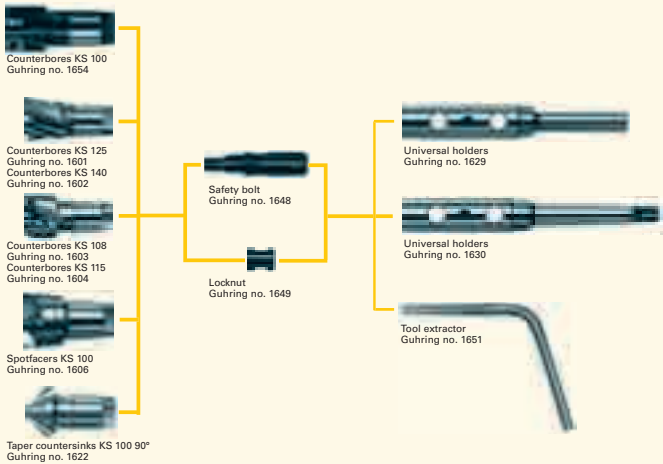 Counterbores KS 100
Guhring no. 1654
Counterbores KS 125
Guhring no. 1601
Counterbores KS 140
Guhring no. 1602
Counterbores KS 108
Guhring no. 1603
Counterbores KS 115
Guhring no. 1604
Spotfacers KS 100
Guhring no. 1606
Taper countersinks KS 100 90°
Guhring no. 1622
Safety bolt
Guhring no. 1648
Locknut
Guhring no. 1649
Universal holders
Guhring no. 1629
Universal holders
Guhring no. 1630
Tool extractor
Guhring no. 1651